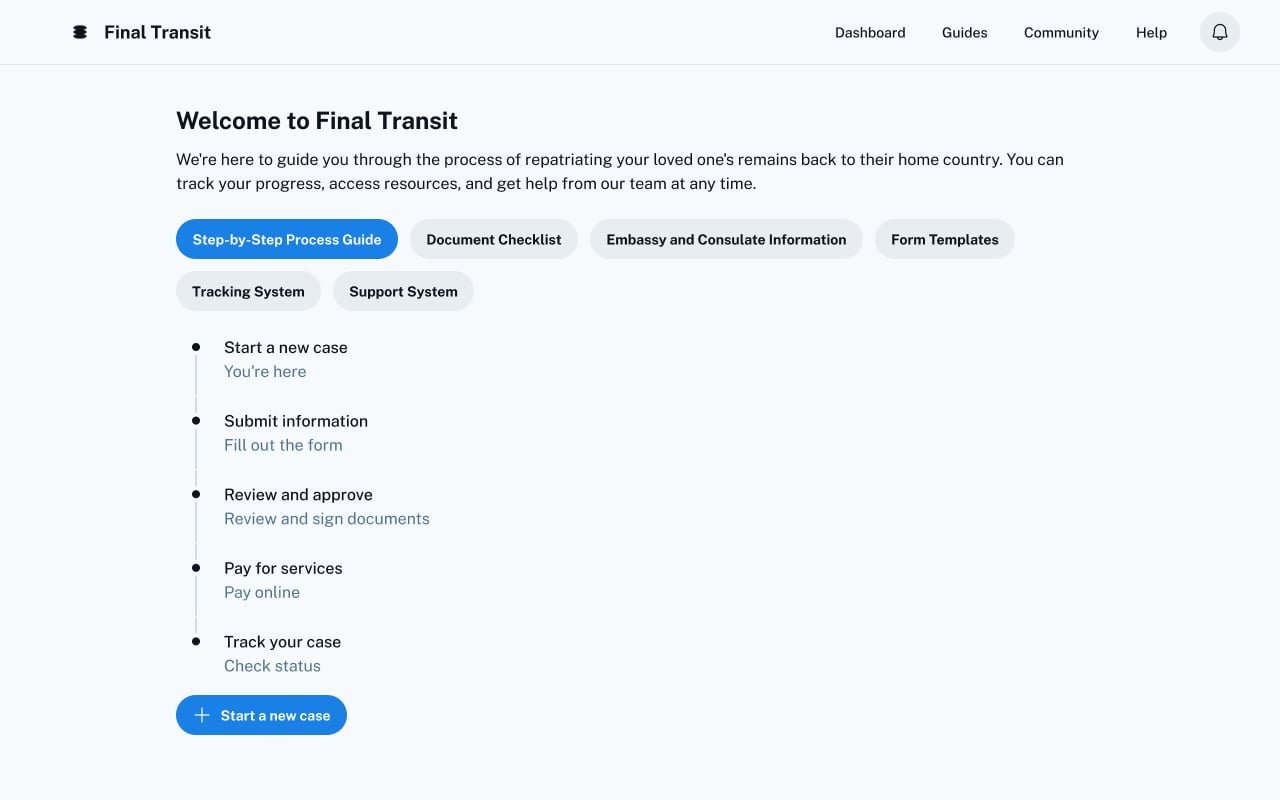 Final Transit
Dashboard
Guides
Community
Help
Welcome to Final Transit
We're here to guide you through the process of repatriating your loved one's remains back to their home country. You can
track your progress, access resources, and get help from our team at any time.
Step-by-Step Process Guide
Document Checklist
Embassy and Consulate Information
Form Templates
Tracking System
Support System
Start a new case
You're here
Submit information
Fill out the form
Review and approve
Review and sign documents
Pay for services
Pay online
Track your case
Check status
Start a new case